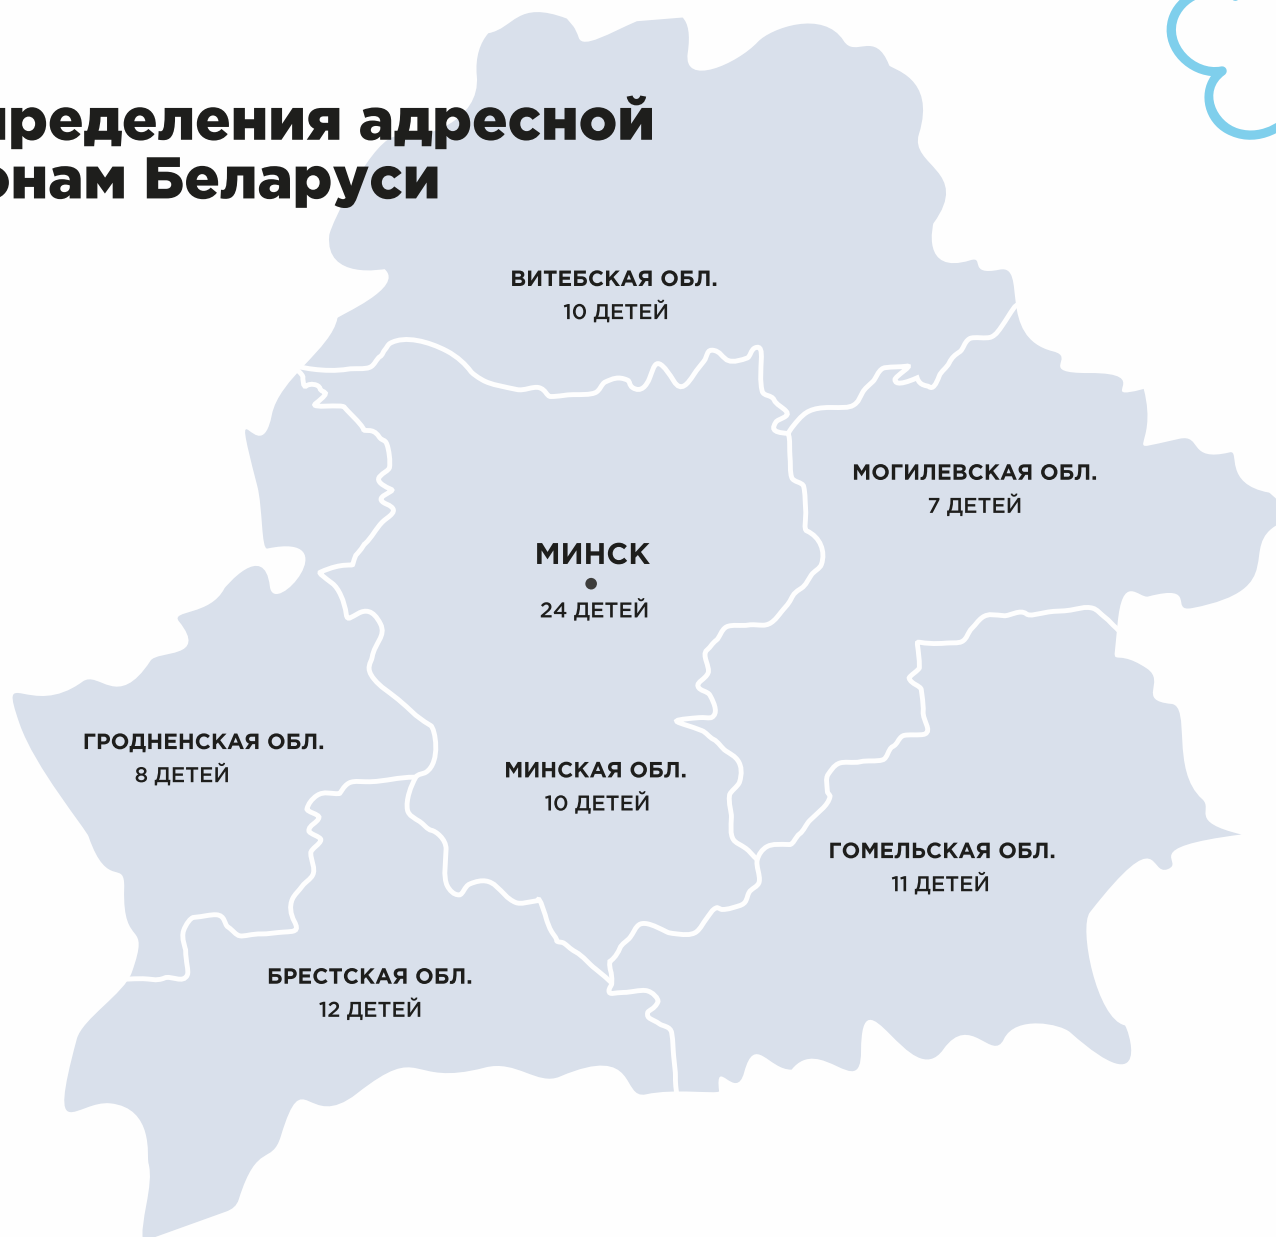 пределения адресной
онам Беларуси
ВИТЕБСКАЯ ОБЛ.
10 ДЕТЕЙ
МОГИЛЕВСКАЯ ОБЛ.
7 ДЕТЕЙ
МИНСК
24 ДЕТЕЙ
ГРОДНЕНСКАЯ ОБЛ.
8 ДЕТЕЙ
МИНСКАЯ ОБЛ.
10 ДЕТЕЙ
ГОМЕЛЬСКАЯ ОБЛ.
11 ДЕТЕЙ
БРЕСТСКАЯ ОБЛ.
12 ДЕТЕЙ